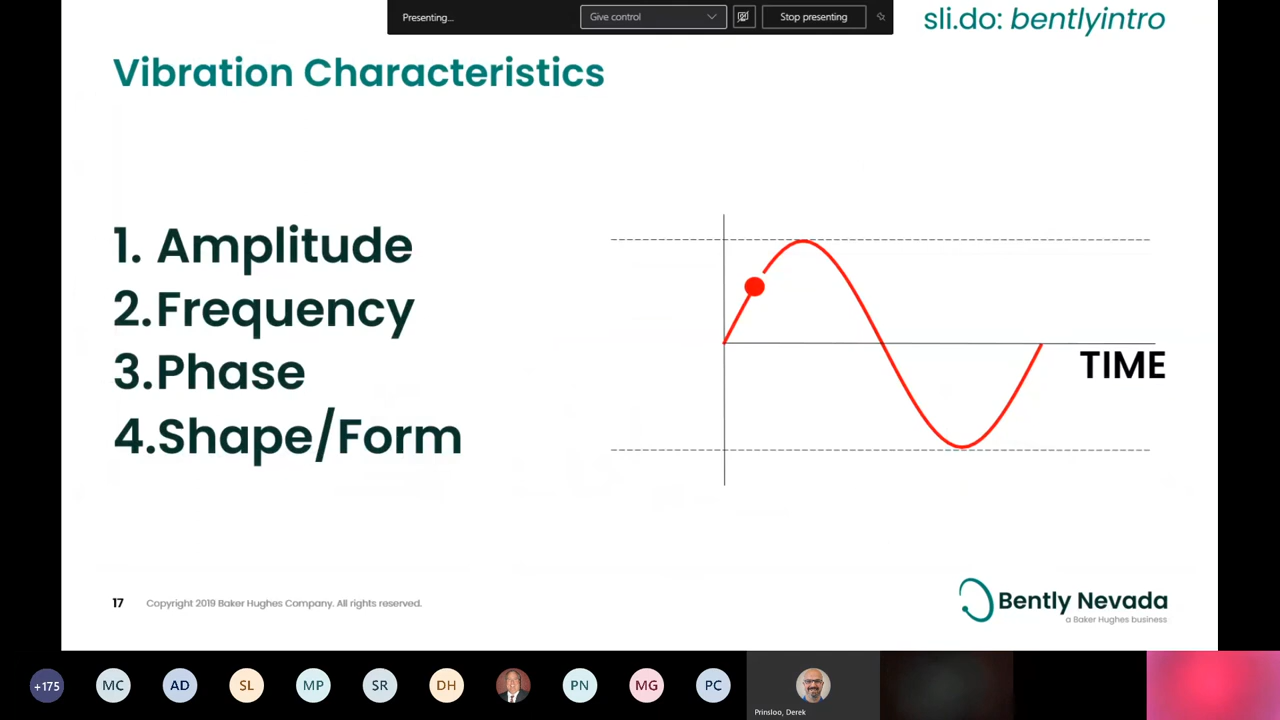 Presenting...
Give control
Stop presenting
sli.do: bentlyintro
Vibration Characteristics
1. Amplitude
2.Frequency
3.Phase
4.Shape/Form
TIME
17
Copyright 2019 Baker Hughes Company. All rights reserved.
Bently Nevada
a Baker Hughes business
+175
MC
AD
SL
MP
SR
DH
PN
MG
PC
Prinsloo, Derek